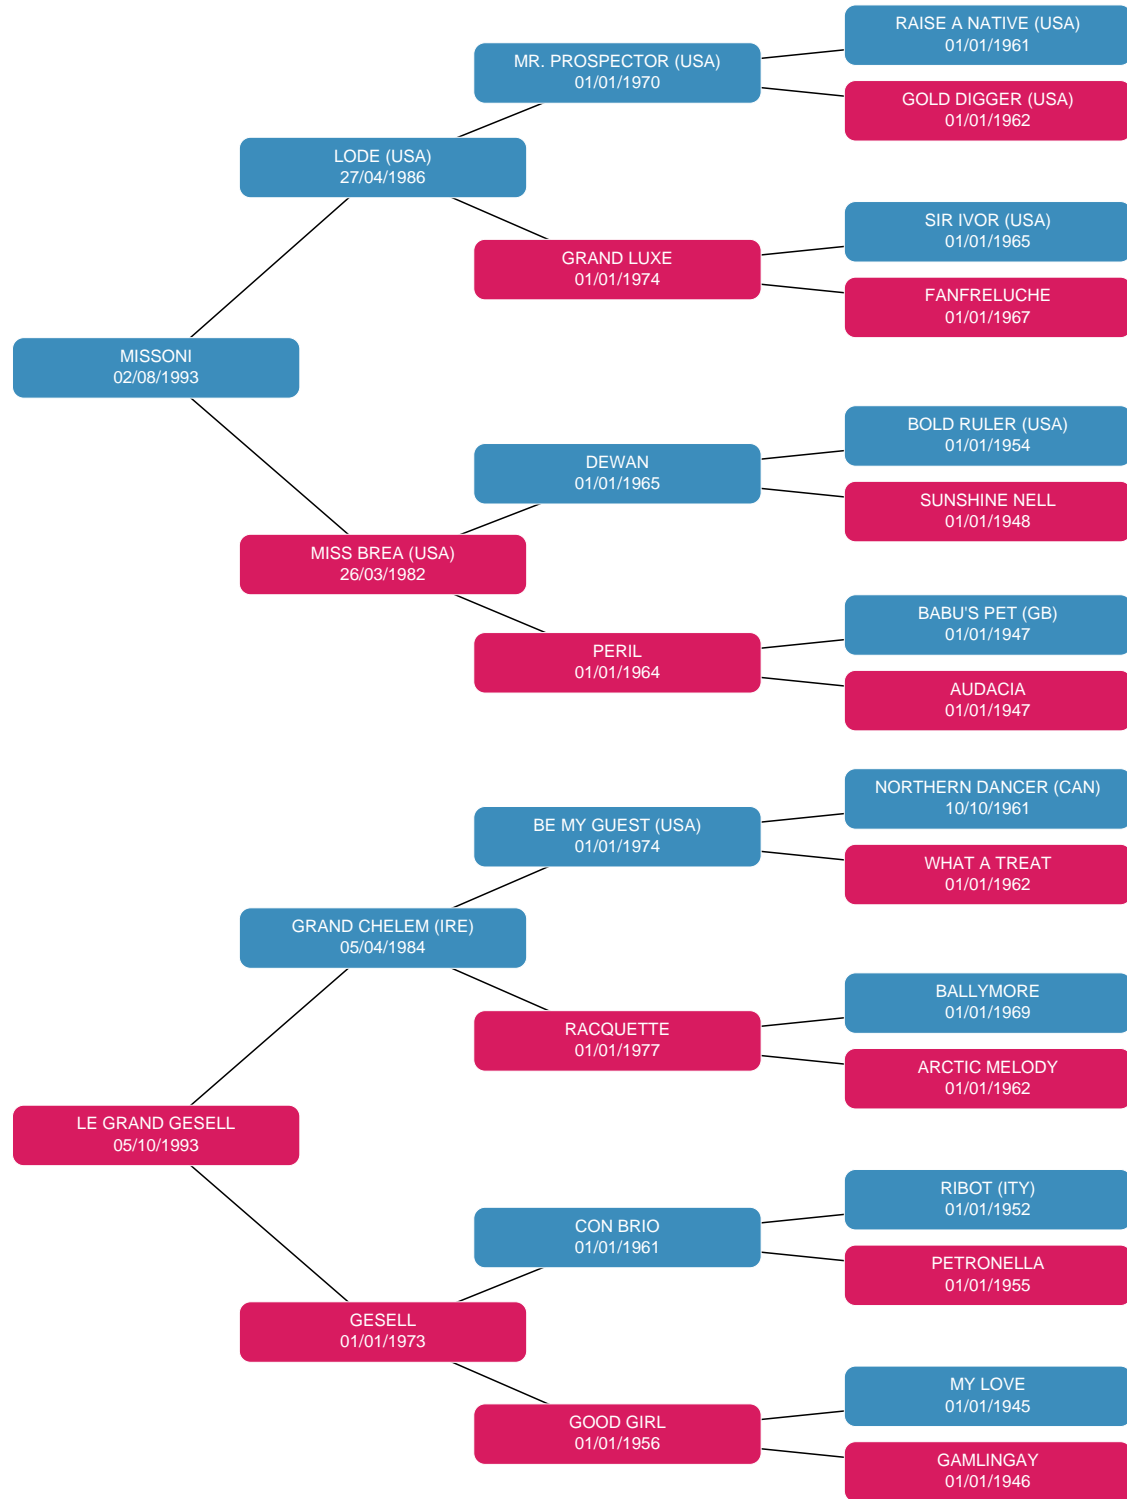 RAISE A NATIVE (USA)
01/01/1961
MR. PROSPECTOR (USA)
01/01/1970
GOLD DIGGER (USA)
01/01/1962
LODE (USA)
27/04/1986
SIR IVOR (USA)
01/01/1965
GRAND LUXE
01/01/1974
FANFRELUCHE
01/01/1967
MISSONI
02/08/1993
BOLD RULER (USA)
01/01/1954
DEWAN
01/01/1965
SUNSHINE NELL
01/01/1948
MISS BREA (USA)
26/03/1982
BABU'S PET (GB)
01/01/1947
PERIL
01/01/1964
AUDACIA
01/01/1947
NORTHERN DANCER (CAN)
10/10/1961
BE MY GUEST (USA)
01/01/1974
WHAT A TREAT
01/01/1962
GRAND CHELEM (IRE)
05/04/1984
BALLYMORE
01/01/1969
RACQUETTE
01/01/1977
ARCTIC MELODY
01/01/1962
LE GRAND GESELL
05/10/1993
RIBOT (ITY)
01/01/1952
CON BRIO
01/01/1961
PETRONELLA
01/01/1955
GESELL
01/01/1973
MY LOVE
01/01/1945
GOOD GIRL
01/01/1956
GAMLINGAY
01/01/1946